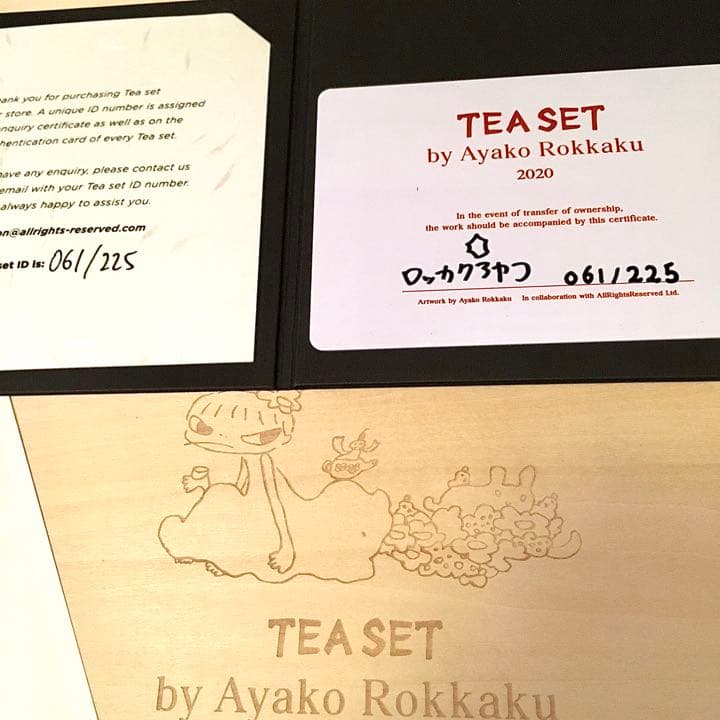 ank you for purchasing Tea set
store. A unique ID number is assigned
nquiry certificate as well as on the
hentication card of every Tea set.
have any enquiry, please contact us
email with your Tea set ID number.
always happy to assist you.
n@allrights-reserved.com
set ID is: 061/225
TEA SET
by Ayako Rokkaku
2020
In the event of transfer of ownership,
the work should be accompanied by this certificate.
ロッカクアヤコ 061/225
Artwork by Ayako Rokkaku In collaboration with AllRightsReserved Ltd.
TEA SET
by Ayako Rokkaku